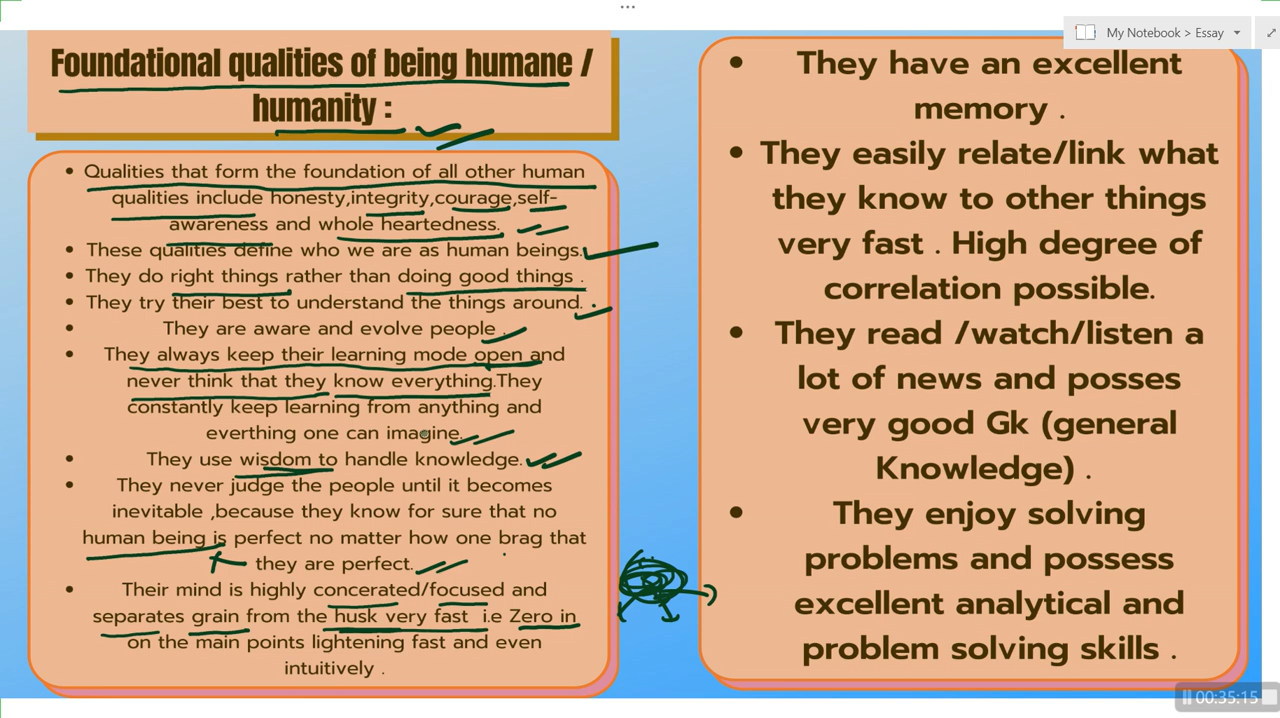 My Notebook > Essay
Foundational qualities of being humane /
humanity :
Qualities that form the foundation of all other human
qualities include honesty,integrity,courage,self-
awareness and whole heartedness.
These qualities define who we are as human beings.
They do right things rather than doing good things .
They try their best to understand the things around.
They are aware and evolve people .
They always keep their learning mode open and
never think that they know everything.They
constantly keep learning from anything and
everthing one can imagine.
They use wisdom to handle knowledge.
They never judge the people until it becomes
inevitable ,because they know for sure that no
human being is perfect no matter how one brag that
they are perfect.
Their mind is highly concerated/focused and
separates grain from the husk very fast i.e Zero in
on the main points lightening fast and even
intuitively .
They have an excellent
memory .
They easily relate/link what
they know to other things
very fast . High degree of
correlation possible.
They read /watch/listen a
lot of news and posses
very good Gk (general
Knowledge) .
They enjoy solving
problems and possess
excellent analytical and
problem solving skills .
00:35:15